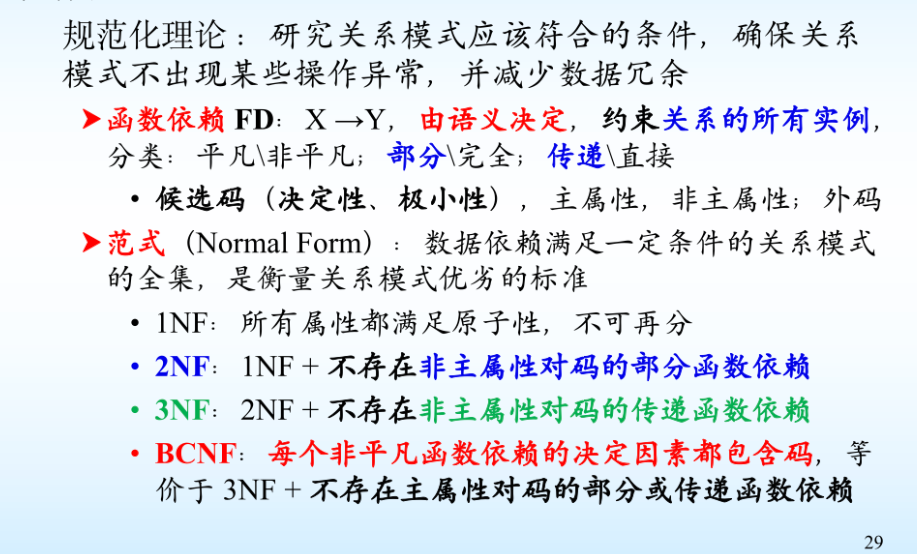 规范化理论：研究关系模式应该符合的条件，确保关系
模式不出现某些操作异常，并减少数据冗余
➤函数依赖 FD： X →Y，由语义决定，约束关系的所有实例，
分类：平凡\非平凡；部分\完全；传递\直接
• 候选码（决定性、极小性），主属性，非主属性；外码
➤范式（Normal Form）：数据依赖满足一定条件的关系模式
的全集，是衡量关系模式优劣的标准
• 1NF：所有属性都满足原子性，不可再分
• 2NF：1NF + 不存在非主属性对码的部分函数依赖
• 3NF：2NF + 不存在非主属性对码的传递函数依赖
• BCNF：每个非平凡函数依赖的决定因素都包含码，等
价于 3NF + 不存在主属性对码的部分或传递函数依赖
29